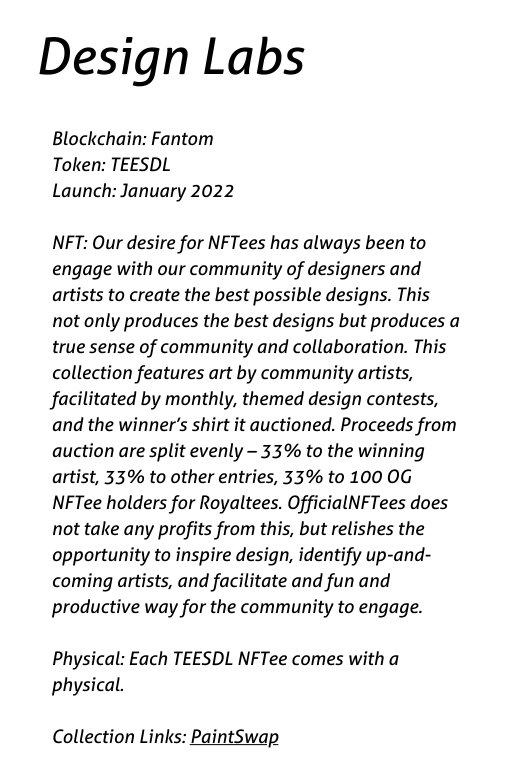 Design Labs
Blockchain: Fantom
Token: TEESDL
Launch: January 2022
NFT: Our desire for NFTees has always been to
engage with our community of designers and
artists to create the best possible designs. This
not only produces the best designs but produces a
true sense of community and collaboration. This
collection features art by community artists,
facilitated by monthly, themed design contests,
and the winner's shirt it auctioned. Proceeds from
auction are split evenly – 33% to the winning
artist, 33% to other entries, 33% to 100 OG
NFTee holders for Royaltees. OfficialNFTees does
not take any profits from this, but relishes the
opportunity to inspire design, identify up-and-
coming artists, and facilitate and fun and
productive way for the community to engage.
Physical: Each TEESDL NFTee comes with a
physical.
Collection Links: PaintSwap